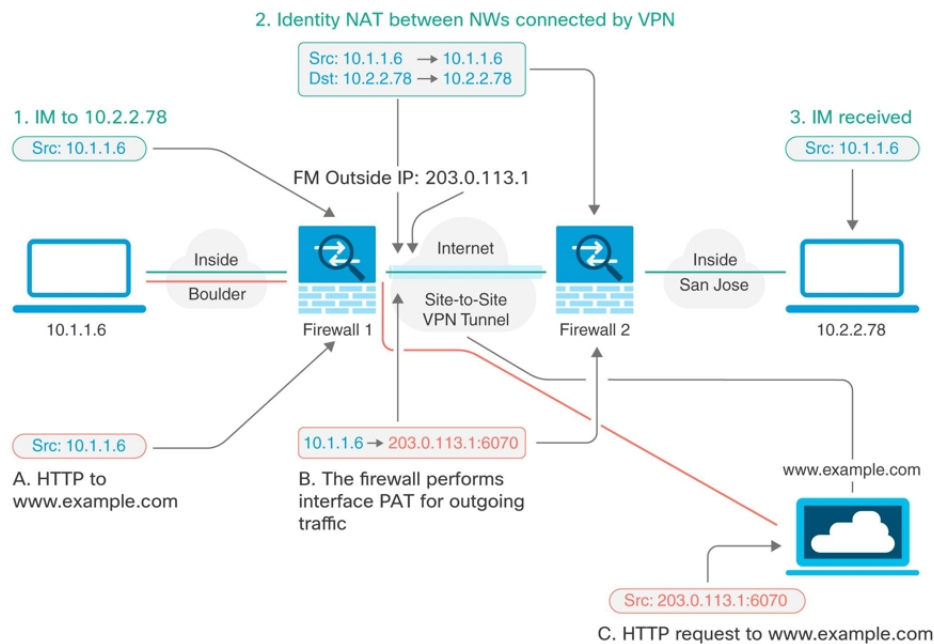 2. Identity NAT between NWs connected by VPN
Src: 10.1.1.6 → 10.1.1.6
Dst: 10.2.2.78 → 10.2.2.78
1. IM to 10.2.2.78
Src: 10.1.1.6
3. IM received
Src: 10.1.1.6
FM Outside IP: 203.0.113.1
Inside
Boulder
Internet
Site-to-Site
VPN Tunnel
Inside
San Jose
10.1.1.6
Firewall 1
Firewall 2
10.2.2.78
Src: 10.1.1.6
A. HTTP to
www.example.com
10.1.1.6 → 203.0.113.1:6070
B. The firewall performs
interface PAT for outgoing
traffic
www.example.com
Src: 203.0.113.1:6070
C. HTTP request to www.example.com